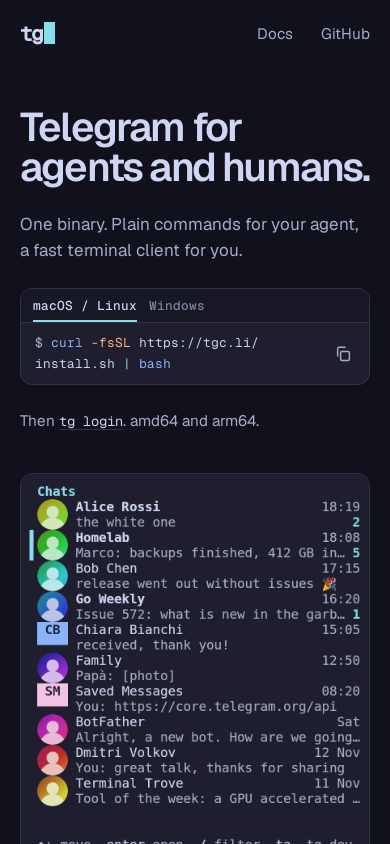 tg
Docs GitHub
Telegram for
agents and humans.
One binary. Plain commands for your agent,
a fast terminal client for you.
macOS / Linux Windows
$ curl -fsSL https://tgc.li/
install.sh | bash
Then tg login. amd64 and arm64.
Chats
Alice Rossi 18:19
the white one 2
Homelab 18:08
Marco: backups finished, 412 GB in… 5
Bob Chen 17:15
release went out without issues 🎉
Go Weekly 16:20
Issue 572: what is new in the garb… 1
CB Chiara Bianchi 15:05
received, thank you!
Family 12:50
Papà: [photo]
SM Saved Messages 08:20
You: https://core.telegram.org/api
BotFather Sat
Alright, a new bot. How are we going…
Dmitri Volkov 12 Nov
You: great talk, thanks for sharing
Terminal Trove 11 Nov
Tool of the week: a GPU accelerated …
move enter open / filter